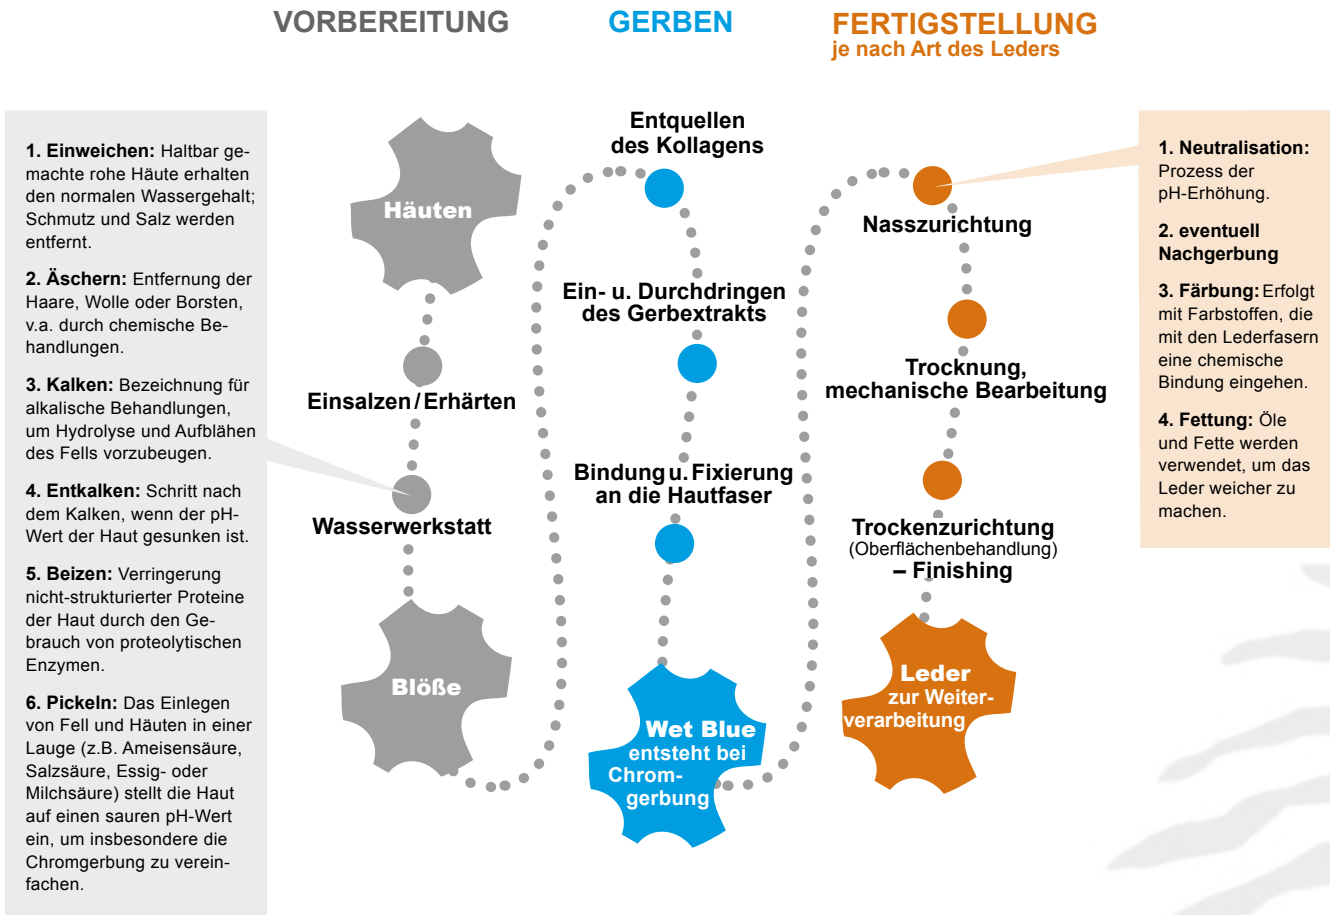 VORBEREITUNG
GERBEN
FERTIGSTELLUNG
je nach Art des Leders
1. Einweichen: Haltbar ge-
machte rohe Häute erhalten
den normalen Wassergehalt;
Schmutz und Salz werden
entfernt.
2. Äschern: Entfernung der
Haare, Wolle oder Borsten,
v.a. durch chemische Be-
handlungen.
3. Kalken: Bezeichnung für
alkalische Behandlungen,
um Hydrolyse und Aufblähen
des Fells vorzubeugen.
4. Entkalken: Schritt nach
dem Kalken, wenn der pH-
Wert der Haut gesunken ist.
5. Beizen: Verringerung
nicht-strukturierter Proteine
der Haut durch den Ge-
brauch von proteolytischen
Enzymen.
6. Pickeln: Das Einlegen
von Fell und Häuten in einer
Lauge (z.B. Ameisensäure,
Salzsäure, Essig- oder
Milchsäure) stellt die Haut
auf einen sauren pH-Wert
ein, um insbesondere die
Chromgerbung zu verein-
fachen.
Häuten
Einsalzen / Erhärten
Wasserwerkstatt
Blöße
Entquellen
des Kollagens
Ein- u. Durchdringen
des Gerbextrakts
Bindung u. Fixierung
an die Hautfaser
Wet Blue
entsteht bei
Chrom-
gerbung
Nasszurichtung
Trocknung,
mechanische Bearbeitung
Trockenzurichtung
(Oberflächenbehandlung)
– Finishing
Leder
zur Weiter-
verarbeitung
1. Neutralisation:
Prozess der
pH-Erhöhung.
2. eventuell
Nachgerbung
3. Färbung: Erfolgt
mit Farbstoffen, die
mit den Lederfasern
eine chemische
Bindung eingehen.
4. Fettung: Öle
und Fette werden
verwendet, um das
Leder weicher zu
machen.